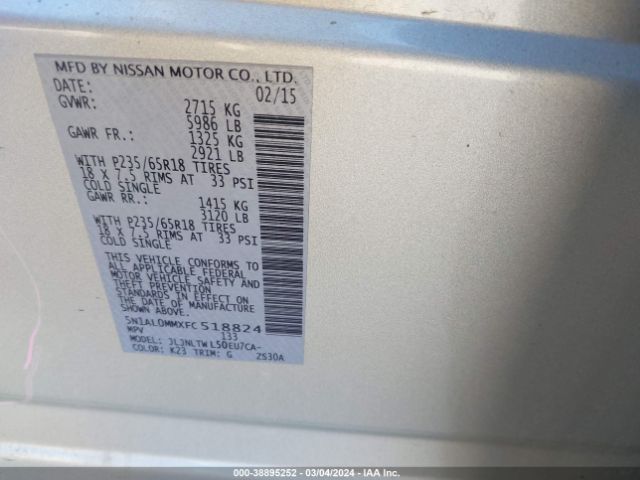 MFD BY NISSAN MOTOR CO., LTD.
DATE: 02/15
GVWR: 2715 KG
5986 LB
GAWR FR.: 1325 KG
2921 LB
WITH P235/65R18 TIRES
18 X 7.5 RIMS AT 33 PSI
COLD SINGLE
GAWR RR.: 1415 KG
3120 LB
WITH P235/65R18 TIRES
18 X 7.5 RIMS AT 33 PSI
COLD SINGLE
THIS VEHICLE CONFORMS TO
ALL APPLICABLE FEDERAL
MOTOR VEHICLE SAFETY AND
THEFT PREVENTION
STANDARDS IN EFFECT ON
THE DATE OF MANUFACTURE
SHOWN ABOVE.
5N1AL0MMXFC518824
MPV 133
MODEL: JLJNLTWL50EU7CA-
COLOR: K23 TRIM: G ZS30A
000-38895252 - 03/04/2024 - IAA Inc.